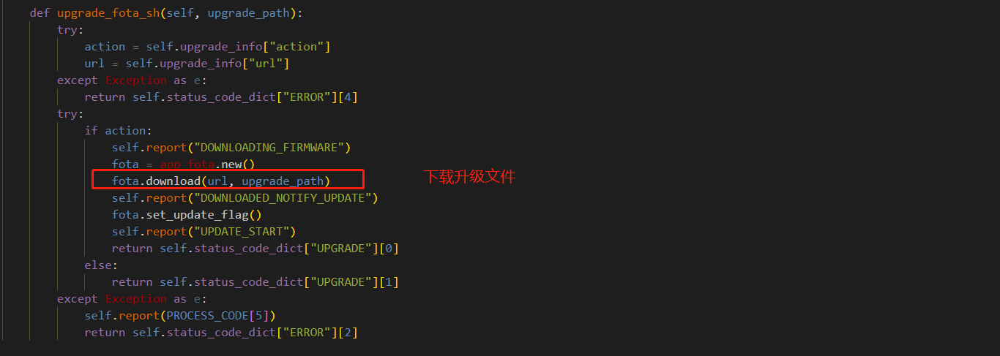 def upgrade_fota_sh(self, upgrade_path):
try:
action = self.upgrade_info["action"]
url = self.upgrade_info["url"]
except Exception as e:
return self.status_code_dict["ERROR"][4]
try:
if action:
self.report("DOWNLOADING_FIRMWARE")
fota = app_fota.new()
fota.download(url, upgrade_path) 下载升级文件
self.report("DOWNLOADED_NOTIFY_UPDATE")
fota.set_update_flag()
self.report("UPDATE_START")
return self.status_code_dict["UPGRADE"][0]
else:
return self.status_code_dict["UPGRADE"][1]
except Exception as e:
self.report(PROCESS_CODE[5])
return self.status_code_dict["ERROR"][2]